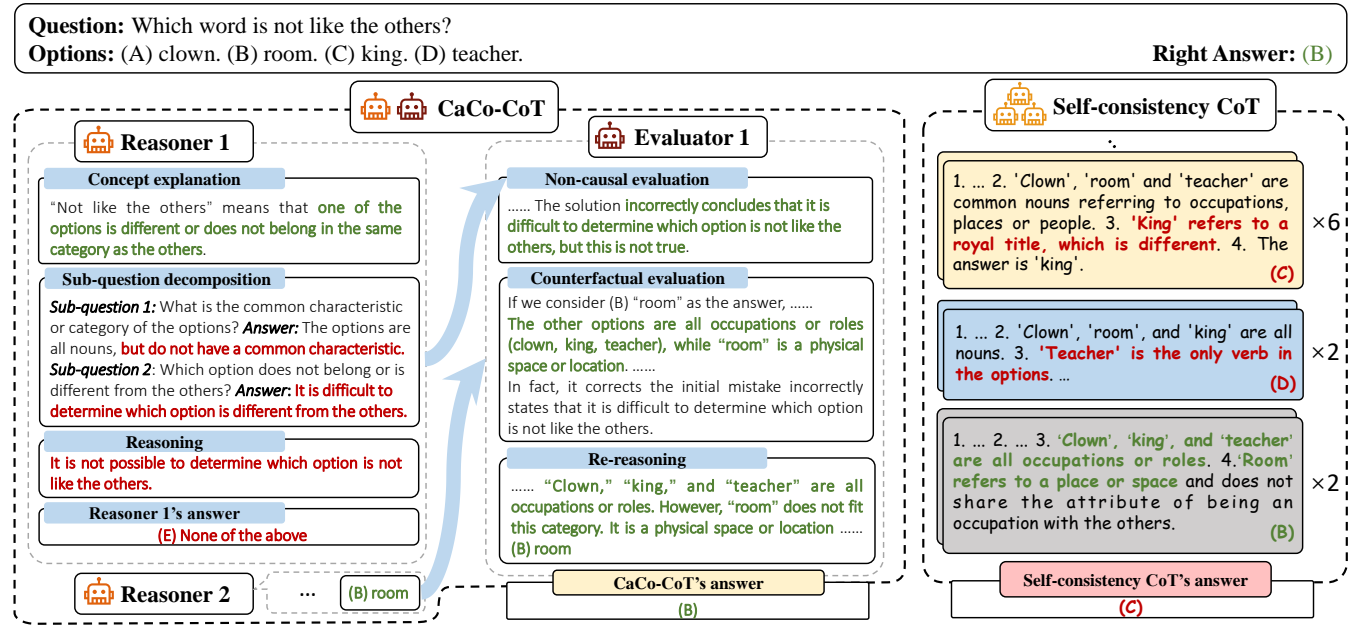 Question: Which word is not like the others?
Options: (A) clown. (B) room. (C) king. (D) teacher.
Right Answer: (B)
CaCo-CoT
Reasoner 1
Concept explanation
“Not like the others” means that one of the
options is different or does not belong in the same
category as the others.
Sub-question decomposition
Sub-question 1: What is the common characteristic
or category of the options? Answer: The options are
all nouns, but do not have a common characteristic.
Sub-question 2: Which option does not belong or is
different from the others? Answer: It is difficult to
determine which option is different from the others.
Reasoning
It is not possible to determine which option is not
like the others.
Reasoner 1’s answer
(E) None of the above
Reasoner 2
... (B) room
Evaluator 1
Non-causal evaluation
...... The solution incorrectly concludes that it is
difficult to determine which option is not like the
others, but this is not true.
Counterfactual evaluation
If we consider (B) “room” as the answer, ......
The other options are all occupations or roles
(clown, king, teacher), while “room” is a physical
space or location. ......
In fact, it corrects the initial mistake incorrectly
states that it is difficult to determine which option
is not like the others.
Re-reasoning
...... “Clown,” “king,” and “teacher” are all
occupations or roles. However, “room” does not fit
this category. It is a physical space or location ......
(B) room
CaCo-CoT’s answer
(B)
Self-consistency CoT
1. ... 2. 'Clown', 'room' and 'teacher' are
common nouns referring to occupations,
places or people. 3. 'King' refers to a
royal title, which is different. 4. The
answer is 'king'.
(C)
×6
1. ... 2. 'Clown', 'room', and 'king' are all
nouns. 3. 'Teacher' is the only verb in
the options. ...
(D)
×2
1. ... 2. ... 3. ‘Clown’, ‘king’, and ‘teacher’
are all occupations or roles. 4.‘Room’
refers to a place or space and does not
share the attribute of being an
occupation with the others.
(B)
×2
Self-consistency CoT’s answer
(C)